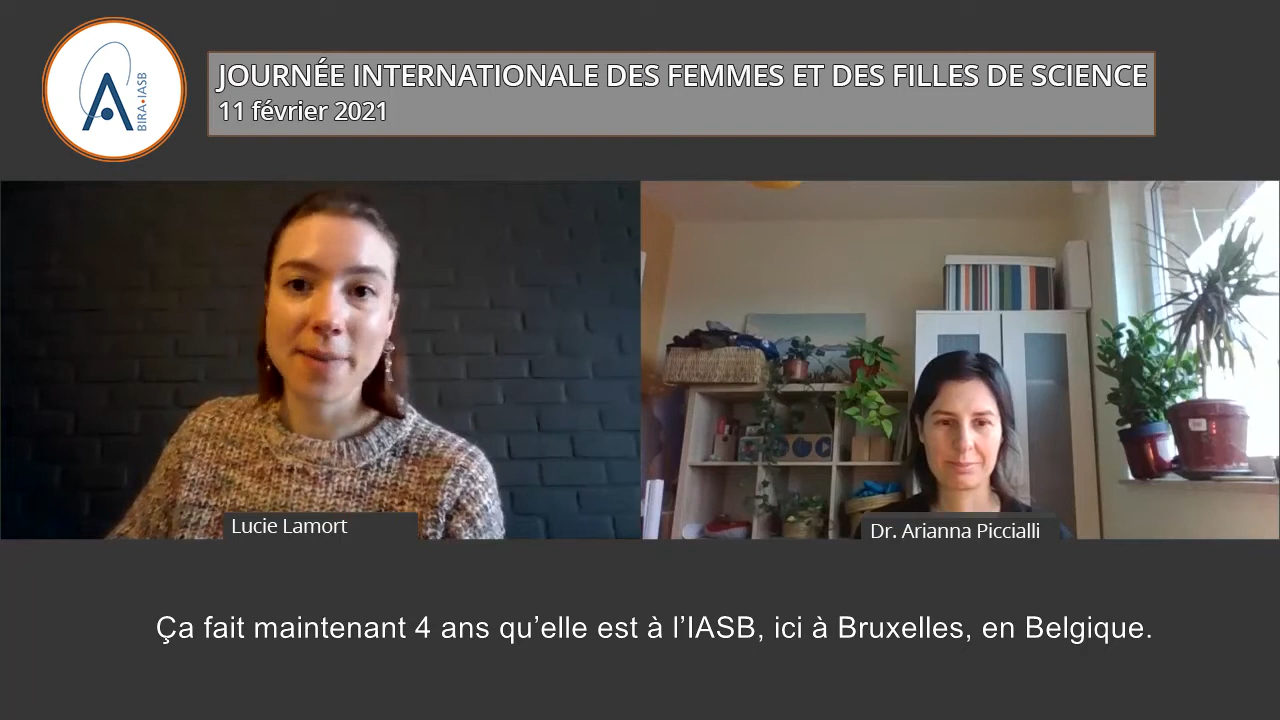 BIRA•IASB
JOURNÉE INTERNATIONALE DES FEMMES ET DES FILLES DE SCIENCE
11 février 2021
Lucie Lamort
Dr. Arianna Piccialli
Ça fait maintenant 4 ans qu’elle est à l’IASB, ici à Bruxelles, en Belgique.